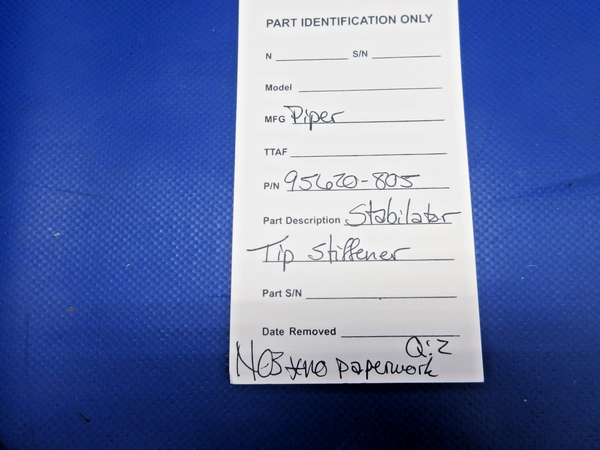 PART IDENTIFICATION ONLY
N S/N
Model
MFG Piper
TTAF
P/N 95620-805
Part Description Stabilator
Tip Stiffener
Part S/N
Date Removed
Q:2
NOS no paperwork